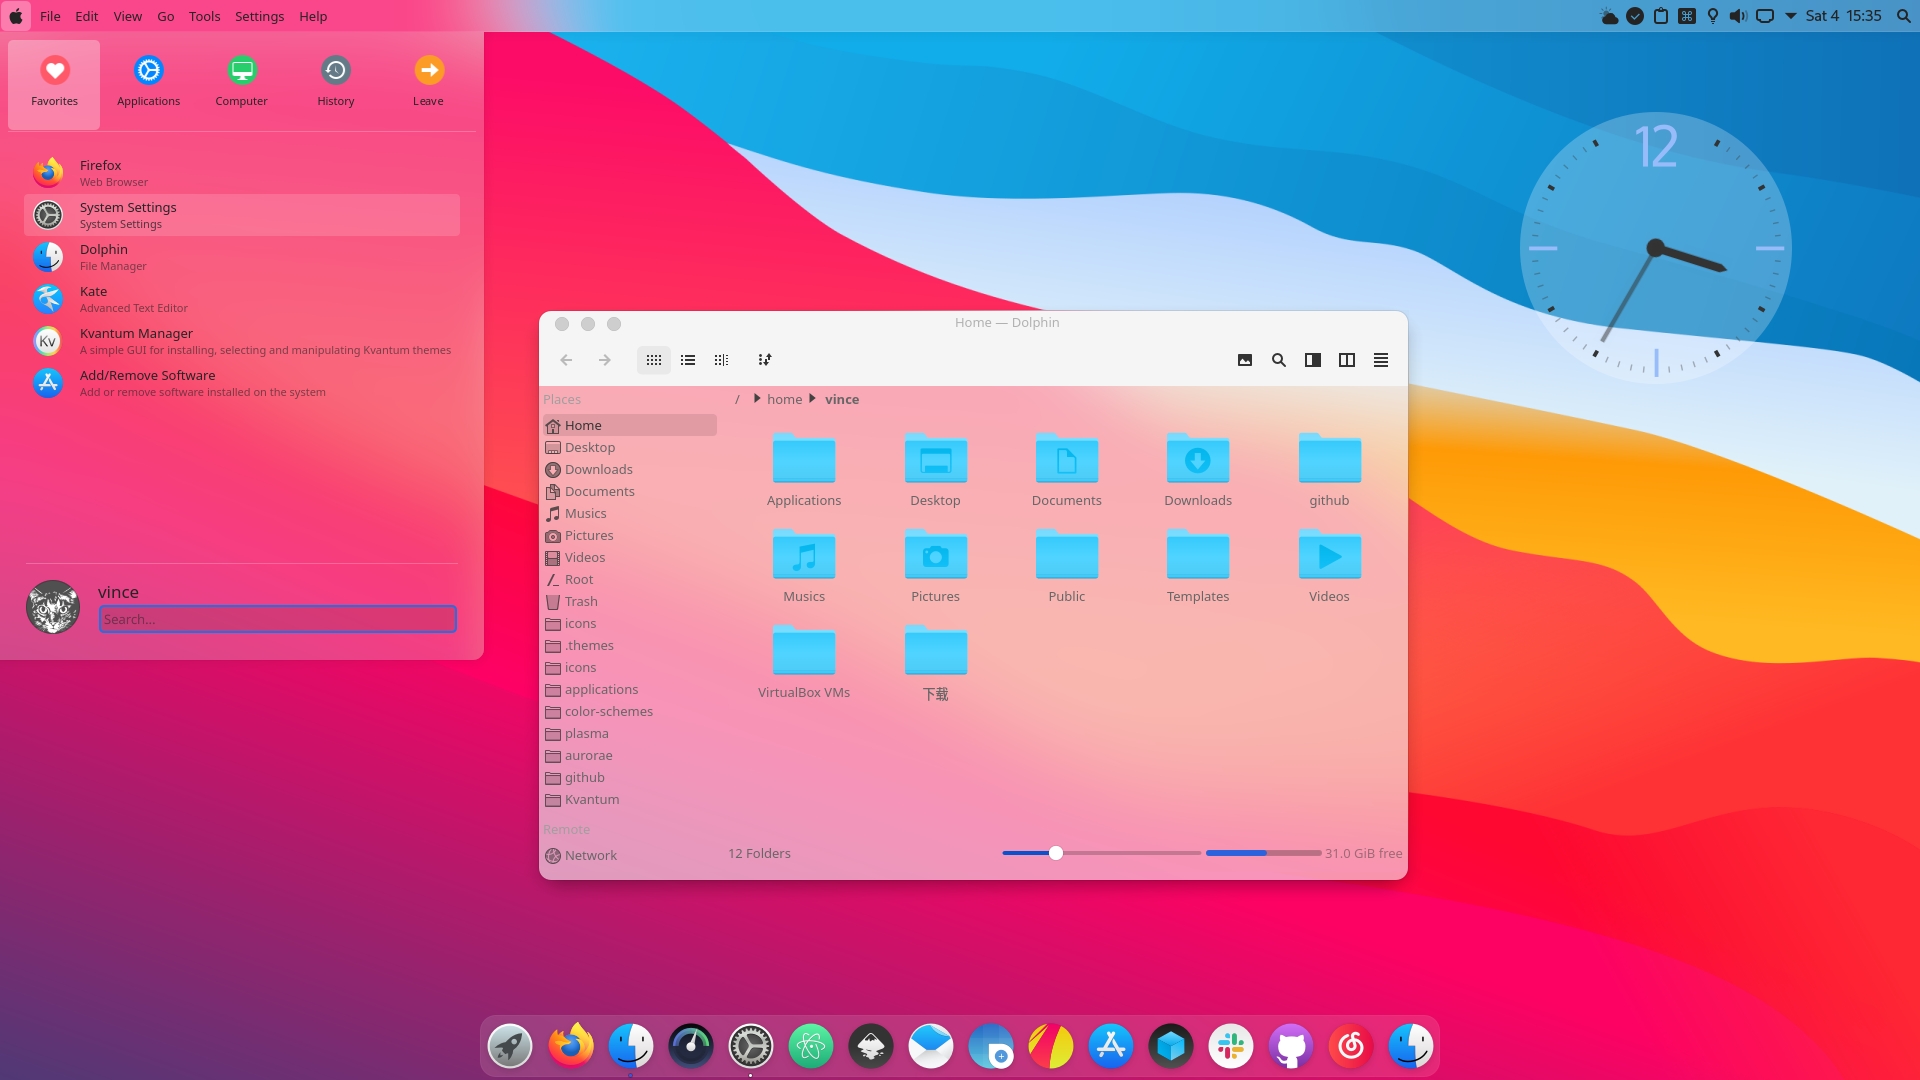 File Edit View Go Tools Settings Help
Sat 4 15:35
Favorites Applications Computer History Leave
Firefox
Web Browser
System Settings
System Settings
Dolphin
File Manager
Kate
Advanced Text Editor
Kv
Kvantum Manager
A simple GUI for installing, selecting and manipulating Kvantum themes
Add/Remove Software
Add or remove software installed on the system
vince
Search...
12
Home — Dolphin
Places
Home
Desktop
Downloads
Documents
Musics
Pictures
Videos
Root
Trash
icons
.themes
icons
applications
color-schemes
plasma
aurorae
github
Kvantum
Remote
Network
/ home vince
Applications Desktop Documents Downloads github
Musics Pictures Public Templates Videos
VirtualBox VMs 下载
12 Folders
31.0 GiB free